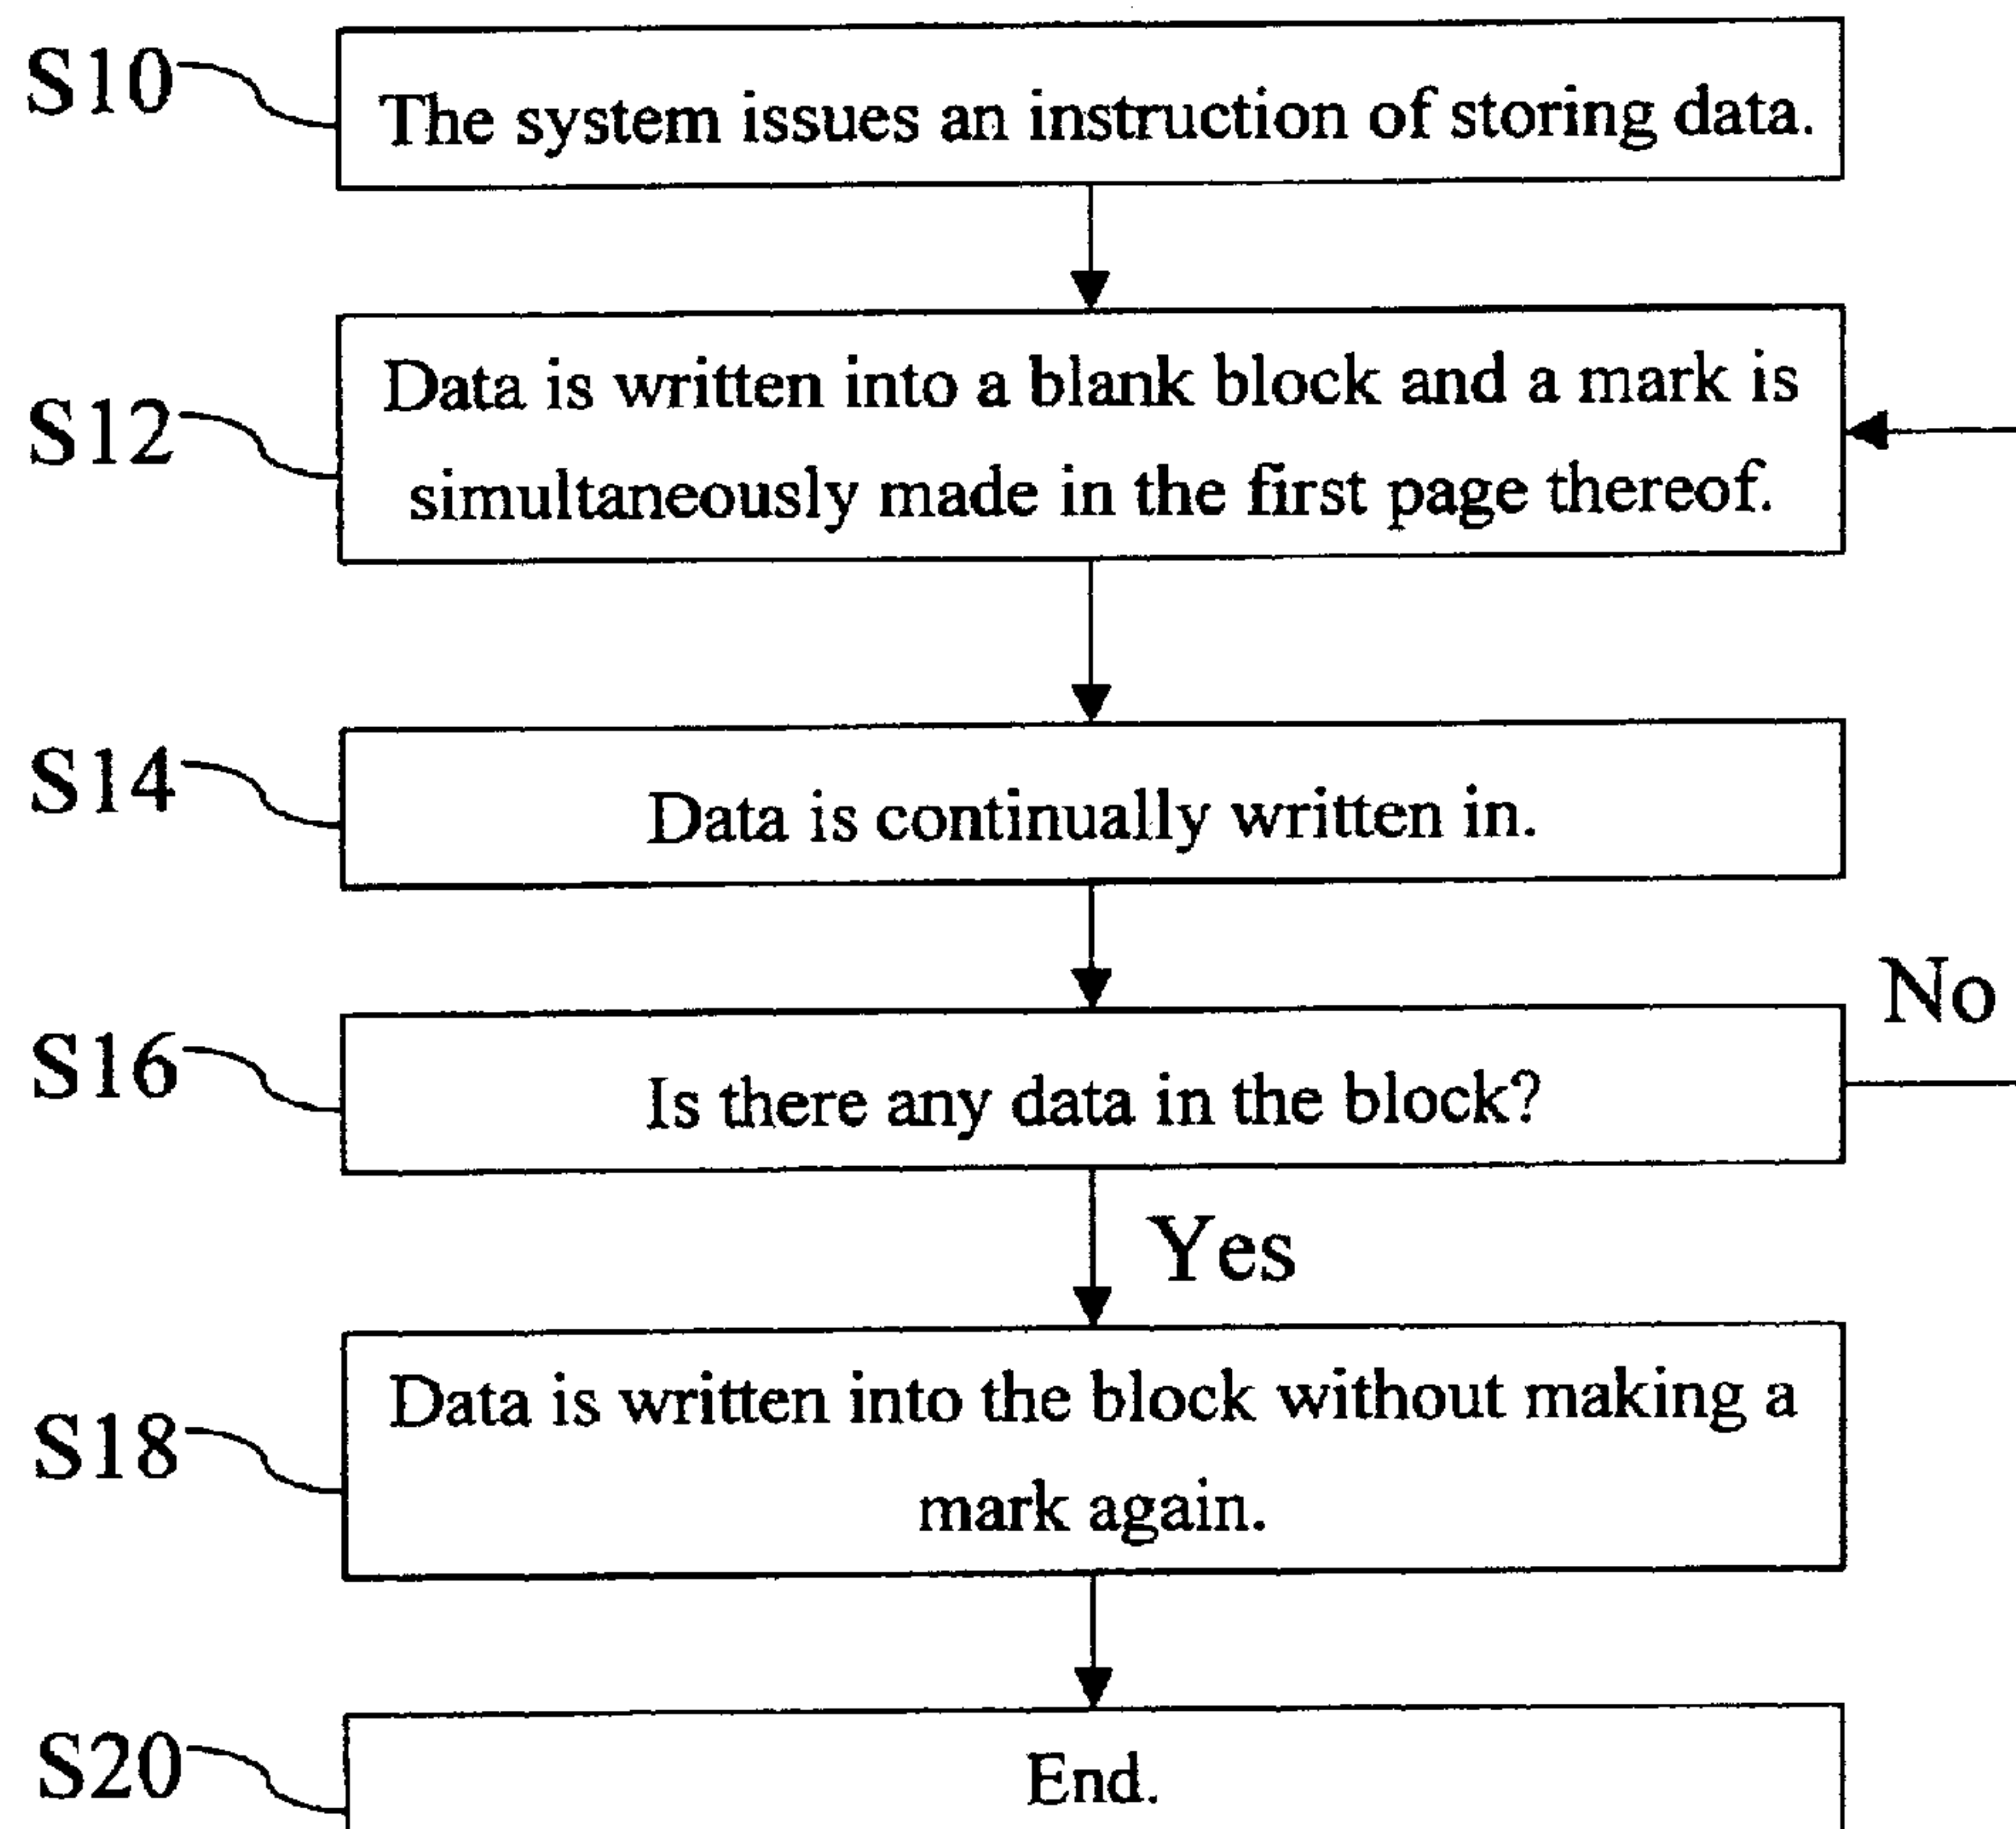 S10
The system issues an instruction of storing data.
S12
Data is written into a blank block and a mark is
simultaneously made in the first page thereof.
S14
Data is continually written in.
No
S16
Is there any data in the block?
Yes
S18
Data is written into the block without making a
mark again.
S20
End.